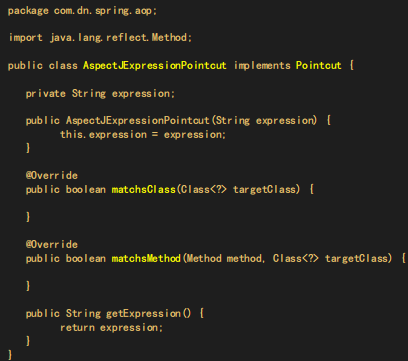 package com.dn.spring.aop;
import java.lang.reflect.Method;
public class AspectJExpressionPointcut implements Pointcut {
private String expression;
public AspectJExpressionPointcut(String expression) {
this.expression = expression;
}
@Override
public boolean matchsClass(Class<?> targetClass) {
}
@Override
public boolean matchsMethod(Method method, Class<?> targetClass) {
}
public String getExpression() {
return expression;
}
}